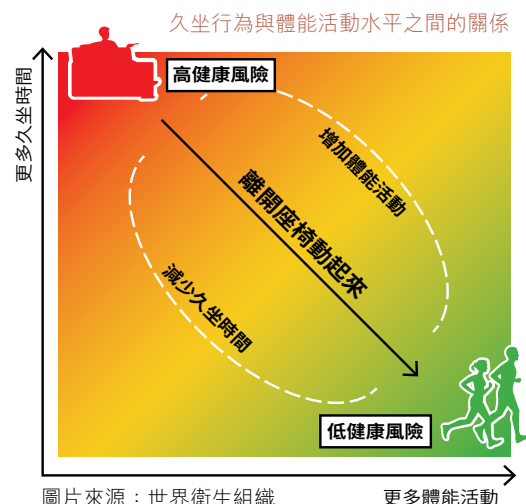 久坐行為與體能活動水平之間的關係
更多久坐時間
高健康風險
增加體能活動
離開座椅動起來
減少久坐時間
低健康風險
圖片來源：世界衛生組織
更多體能活動